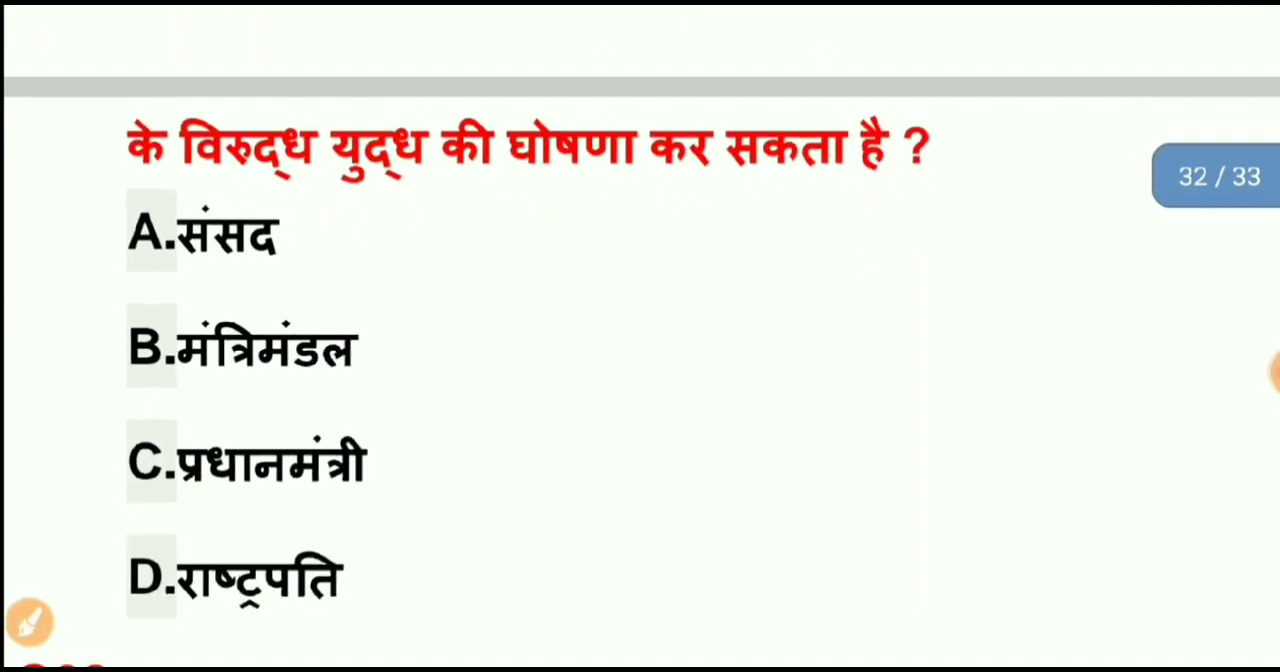 के विरुद्ध युद्ध की घोषणा कर सकता है ?
32 / 33
A.संसद
B.मंत्रिमंडल
C.प्रधानमंत्री
D.राष्ट्रपति